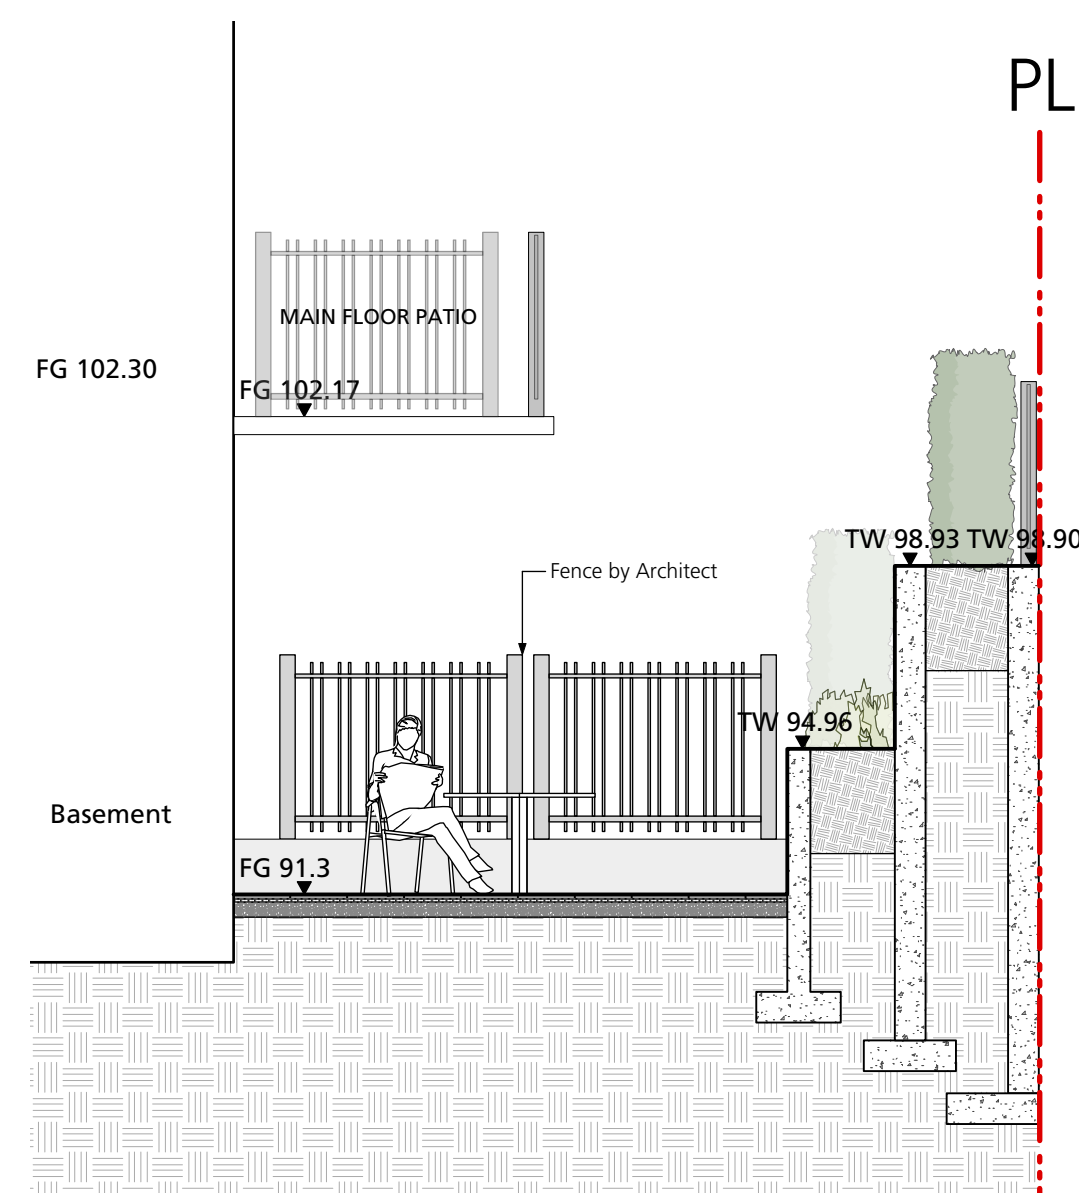 PL
MAIN FLOOR PATIO
FG 102.30
FG 102.17
TW 98.93 TW 98.90
Fence by Architect
TW 94.96
Basement
FG 91.3